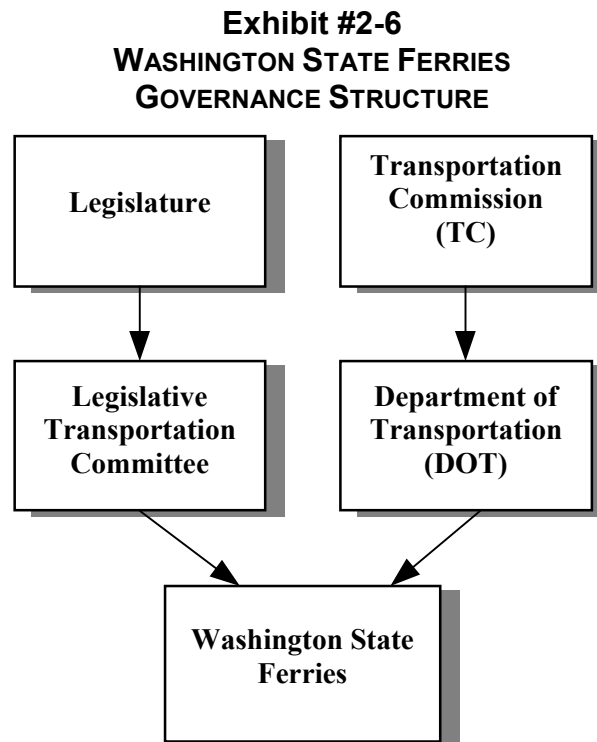 Exhibit #2-6
WASHINGTON STATE FERRIES
GOVERNANCE STRUCTURE
Legislature
Transportation
Commission
(TC)
Legislative
Transportation
Committee
Department of
Transportation
(DOT)
Washington State
Ferries